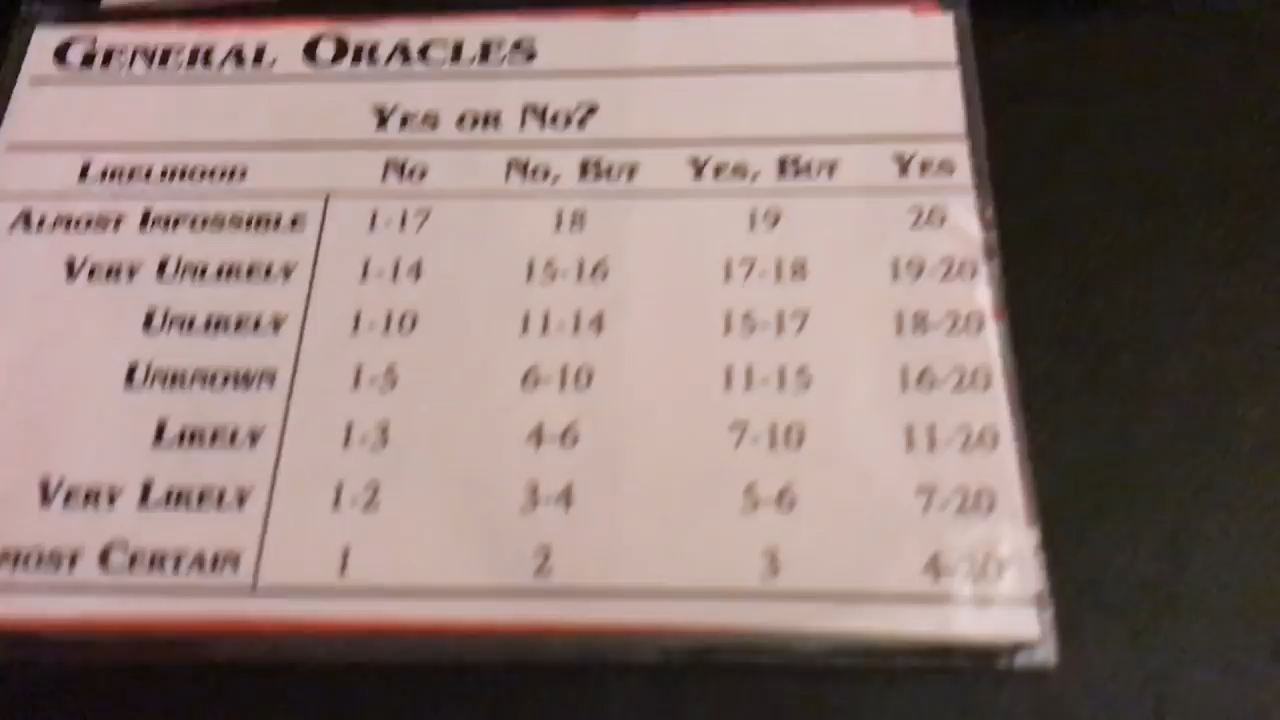 GENERAL ORACLES
YES OR NO?
LIKELIHOOD NO NO, BUT YES, BUT YES
ALMOST IMPOSSIBLE 1-17 18 19 20
VERY UNLIKELY 1-14 15-16 17-18 19-20
UNLIKELY 1-10 11-14 15-17 18-20
UNKNOWN 1-5 6-10 11-15 16-20
LIKELY 1-3 4-6 7-10 11-20
VERY LIKELY 1-2 3-4 5-6 7-20
MOST CERTAIN 1 2 3 4-20